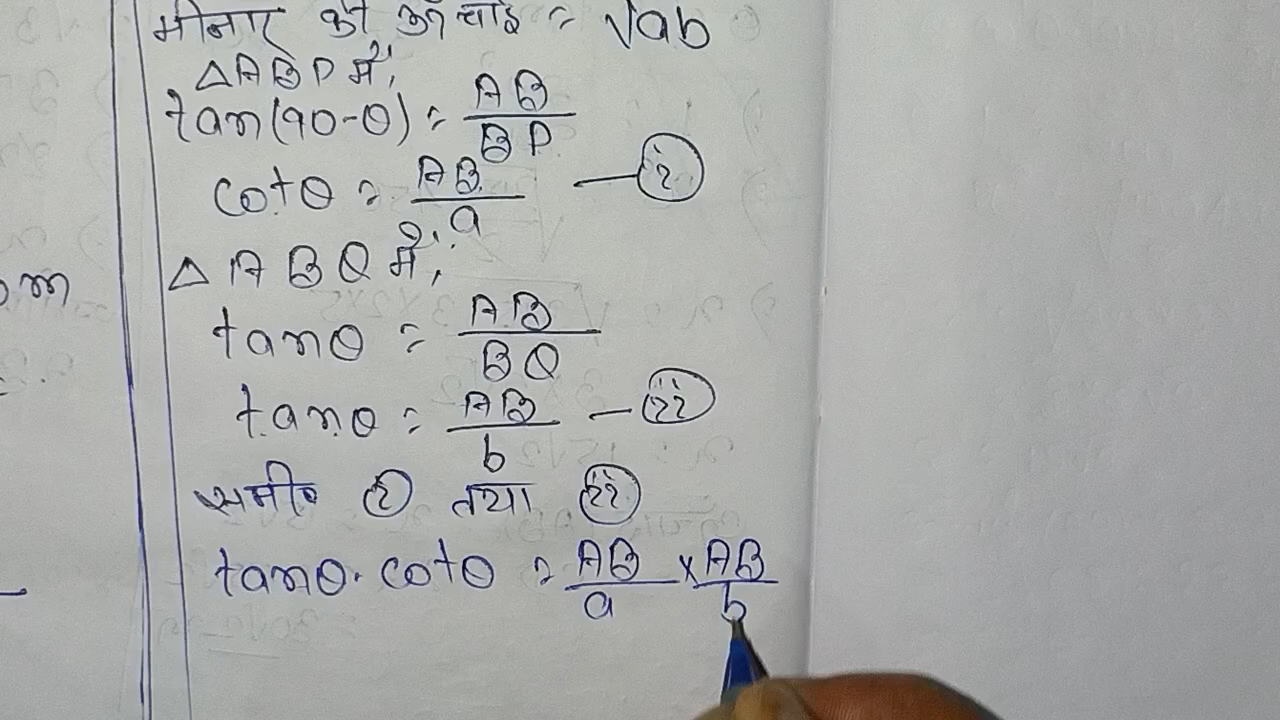 मीनार की ऊँचाई = √ab
△ABP में,
tan(90-θ) = AB/BP
cotθ = AB/a — (i)
△ABQ में,
tanθ = AB/BQ
m
tanθ = AB/b — (ii)
समी० (i) तथा (ii)
tanθ. cotθ = AB/a × AB/b